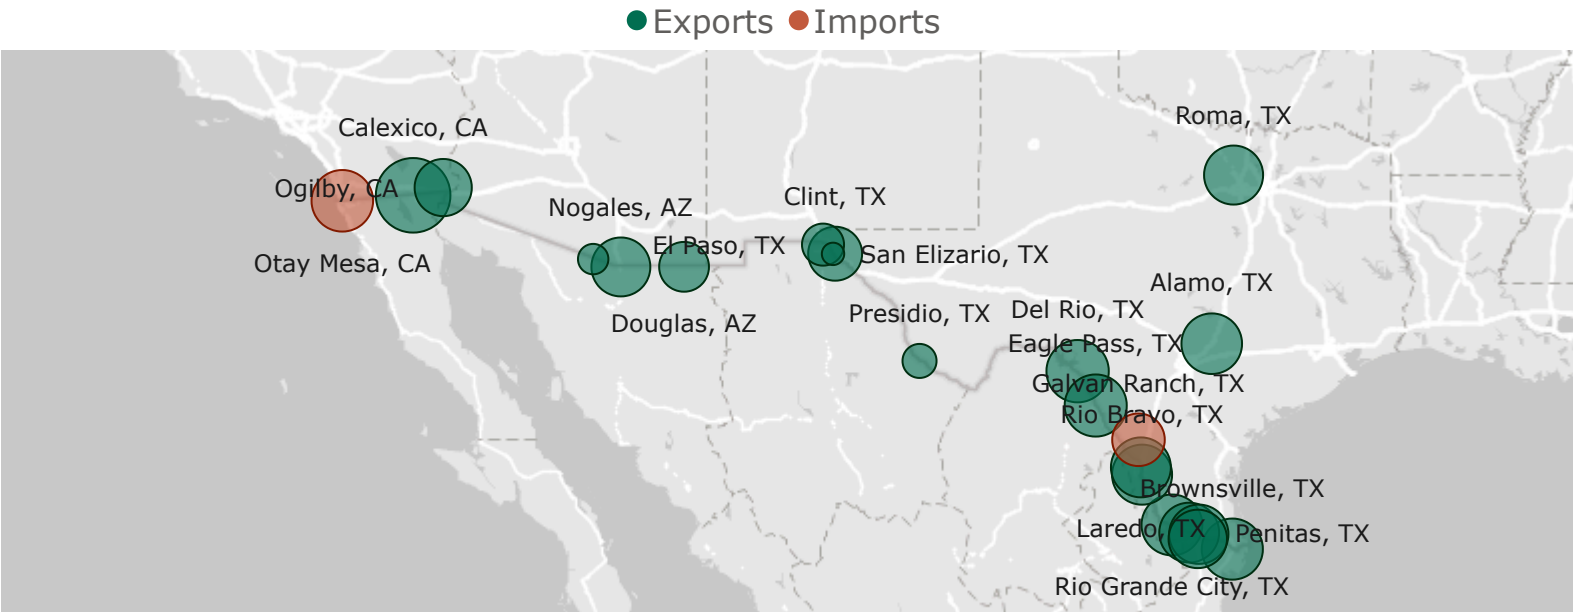 Exports Imports
Roma, TX
Calexico, CA
Ogilby, CA
Clint, TX
Nogales, AZ
El Paso, TX
San Elizario, TX
Otay Mesa, CA
Alamo, TX
Del Rio, TX
Presidio, TX
Douglas, AZ
Eagle Pass, TX
Galvan Ranch, TX
Rio Bravo, TX
Brownsville, TX
Laredo, TX
Penitas, TX
Rio Grande City, TX